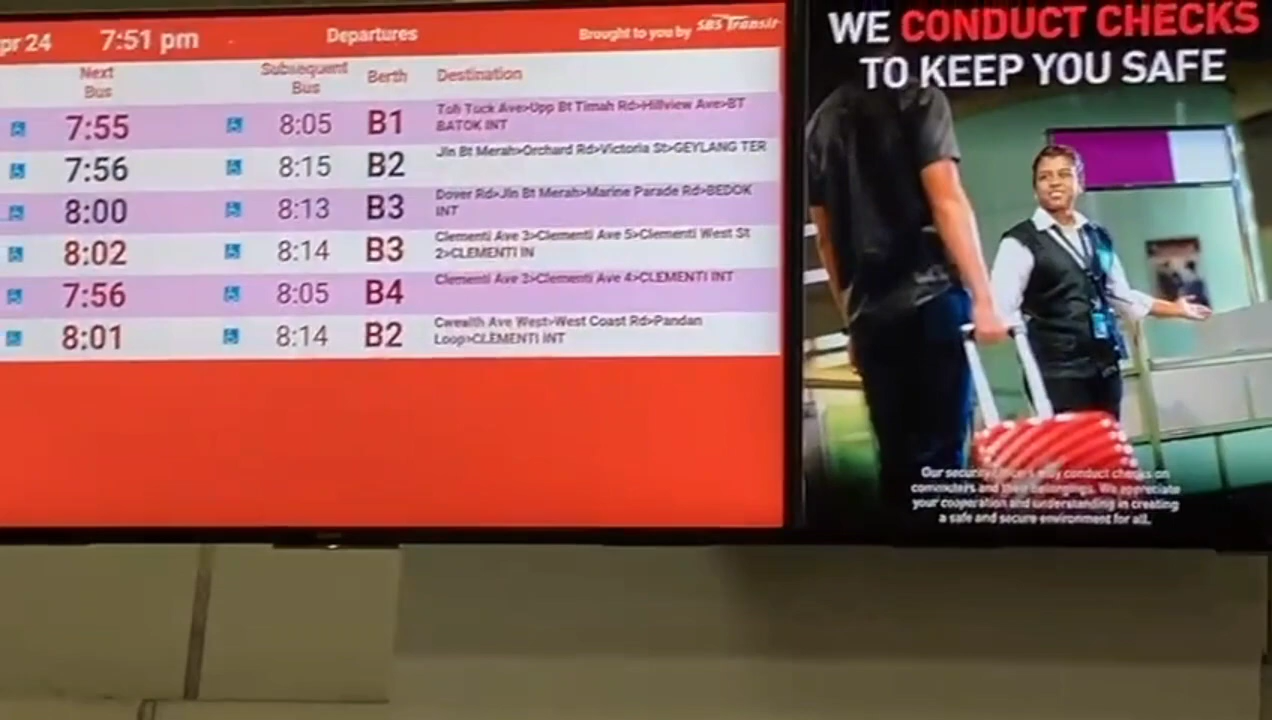 pr 24 7:51 pm Departures Brought to you by SBS Transit
Next Bus Subsequent Bus Berth Destination
7:55 8:05 B1 Toh Tuck Ave>Upp Bt Timah Rd>Hillview Ave>BT
BATOK INT
7:56 8:15 B2 Jln Bt Merah>Orchard Rd>Victoria St>GEYLANG TER
8:00 8:13 B3 Dover Rd>Jln Bt Merah>Marine Parade Rd>BEDOK
INT
8:02 8:14 B3 Clementi Ave 3>Clementi Ave 5>Clementi West St
2>CLEMENTI IN
7:56 8:05 B4 Clementi Ave 3>Clementi Ave 4>CLEMENTI INT
8:01 8:14 B2 Cwealth Ave West>West Coast Rd>Pandan
Loop>CLEMENTI INT
WE CONDUCT CHECKS
TO KEEP YOU SAFE
Our security officers may conduct checks on
commuters and their belongings. We appreciate
your cooperation and understanding in creating
a safe and secure environment for all.